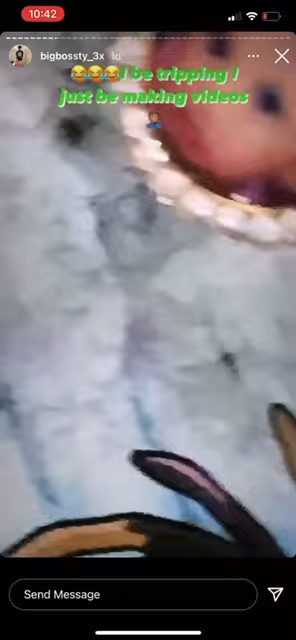 10:42
bigbossty_3x 1d
😂😂😂I be tripping I
just be making videos
🤦🏾‍♂️
Send Message